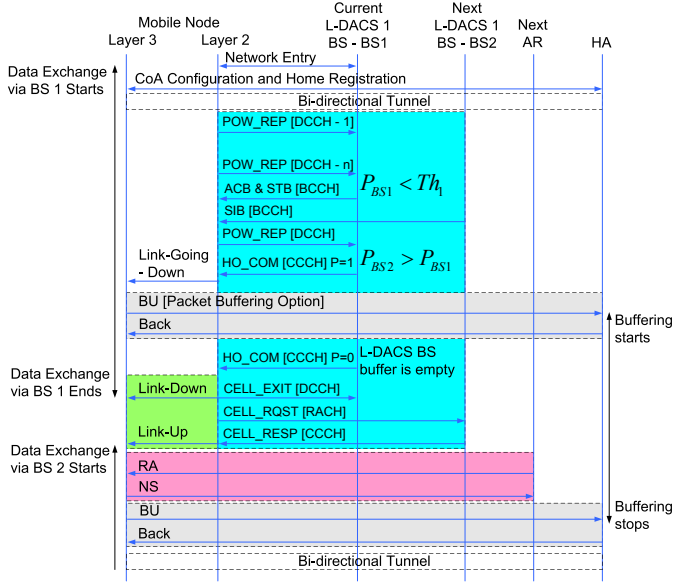 Mobile Node
Layer 3
Layer 2
Current
L-DACS 1
BS - BS1
Next
L-DACS 1
BS - BS2
Next
AR
HA
Network Entry
Data Exchange
via BS 1 Starts
CoA Configuration and Home Registration
Bi-directional Tunnel
POW_REP [DCCH - 1]
POW_REP [DCCH - n]
P_BS1 < Th_1
ACB & STB [BCCH]
SIB [BCCH]
POW_REP [DCCH]
Link-Going
- Down
HO_COM [CCCH] P=1
P_BS2 > P_BS1
BU [Packet Buffering Option]
Back
Buffering
starts
HO_COM [CCCH] P=0
L-DACS BS
buffer is empty
Data Exchange
via BS 1 Ends
Link-Down
CELL_EXIT [DCCH]
CELL_RQST [RACH]
Link-Up
CELL_RESP [CCCH]
Data Exchange
via BS 2 Starts
RA
NS
BU
Buffering
stops
Back
Bi-directional Tunnel